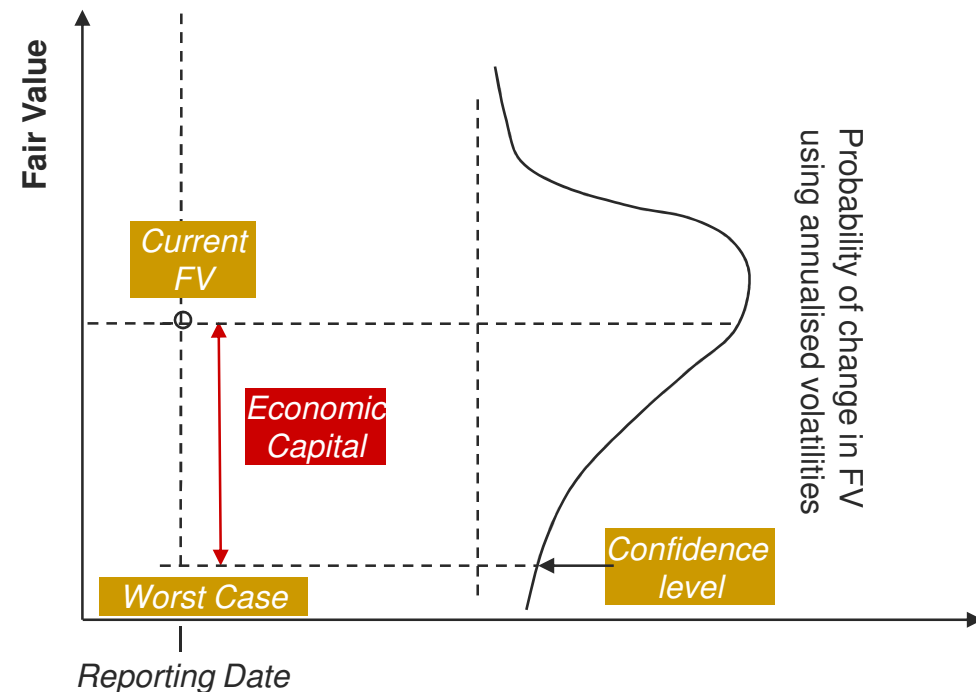 Fair Value
Current
FV
Economic
Capital
Worst Case
Confidence
level
Probability of change in FV
using annualised volatilities
Reporting Date